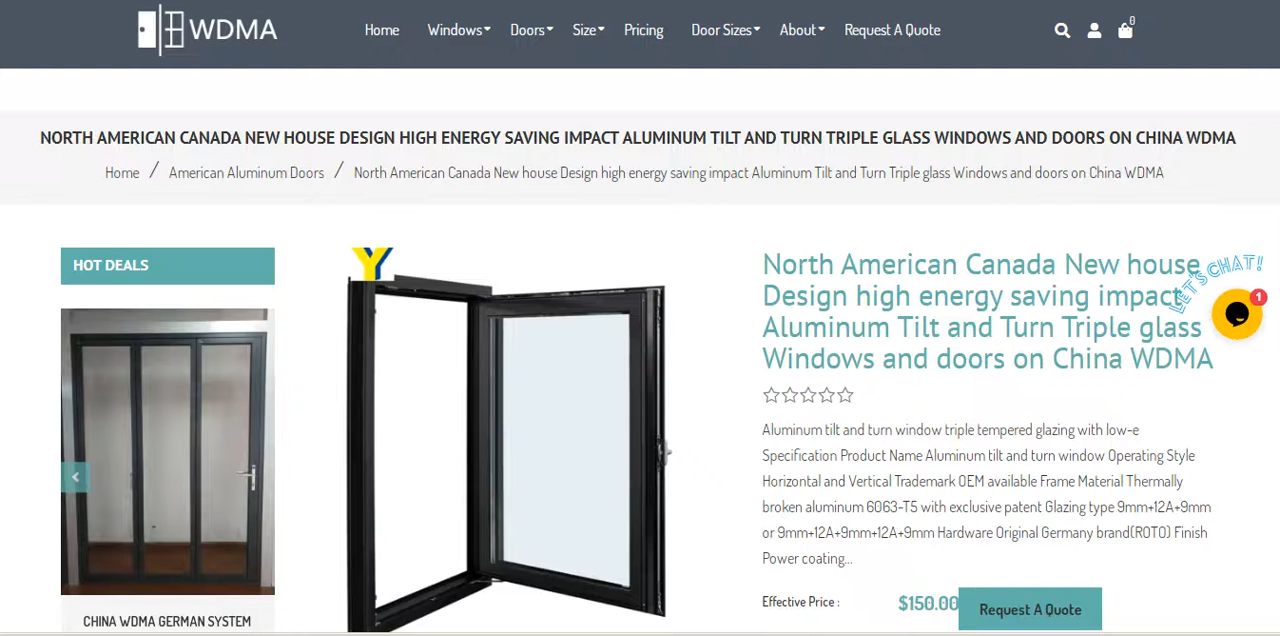 WDMA
Home Windows Doors Size Pricing Door Sizes About Request A Quote
0
NORTH AMERICAN CANADA NEW HOUSE DESIGN HIGH ENERGY SAVING IMPACT ALUMINUM TILT AND TURN TRIPLE GLASS WINDOWS AND DOORS ON CHINA WDMA
Home / American Aluminum Doors / North American Canada New house Design high energy saving impact Aluminum Tilt and Turn Triple glass Windows and doors on China WDMA
HOT DEALS
CHINA WDMA GERMAN SYSTEM
Y
North American Canada New house
Design high energy saving impact
Aluminum Tilt and Turn Triple glass
Windows and doors on China WDMA
LET'S CHAT!
1
Aluminum tilt and turn window triple tempered glazing with low-e
Specification Product Name Aluminum tilt and turn window Operating Style
Horizontal and Vertical Trademark OEM available Frame Material Thermally
broken aluminum 6063-T5 with exclusive patent Glazing type 9mm+12A+9mm
or 9mm+12A+9mm+12A+9mm Hardware Original Germany brand(ROTO) Finish
Power coating...
Effective Price : $150.00 Request A Quote